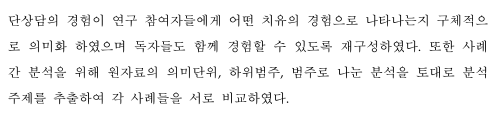 단상담의 경험이 연구 참여자들에게 어떤 치유의 경험으로 나타나는지 구체적으
로 의미화 하였으며 독자들도 함께 경험할 수 있도록 재구성하였다. 또한 사례
간 분석을 위해 원자료의 의미단위, 하위범주, 범주로 나눈 분석을 토대로 분석
주제를 추출하여 각 사례들을 서로 비교하였다.